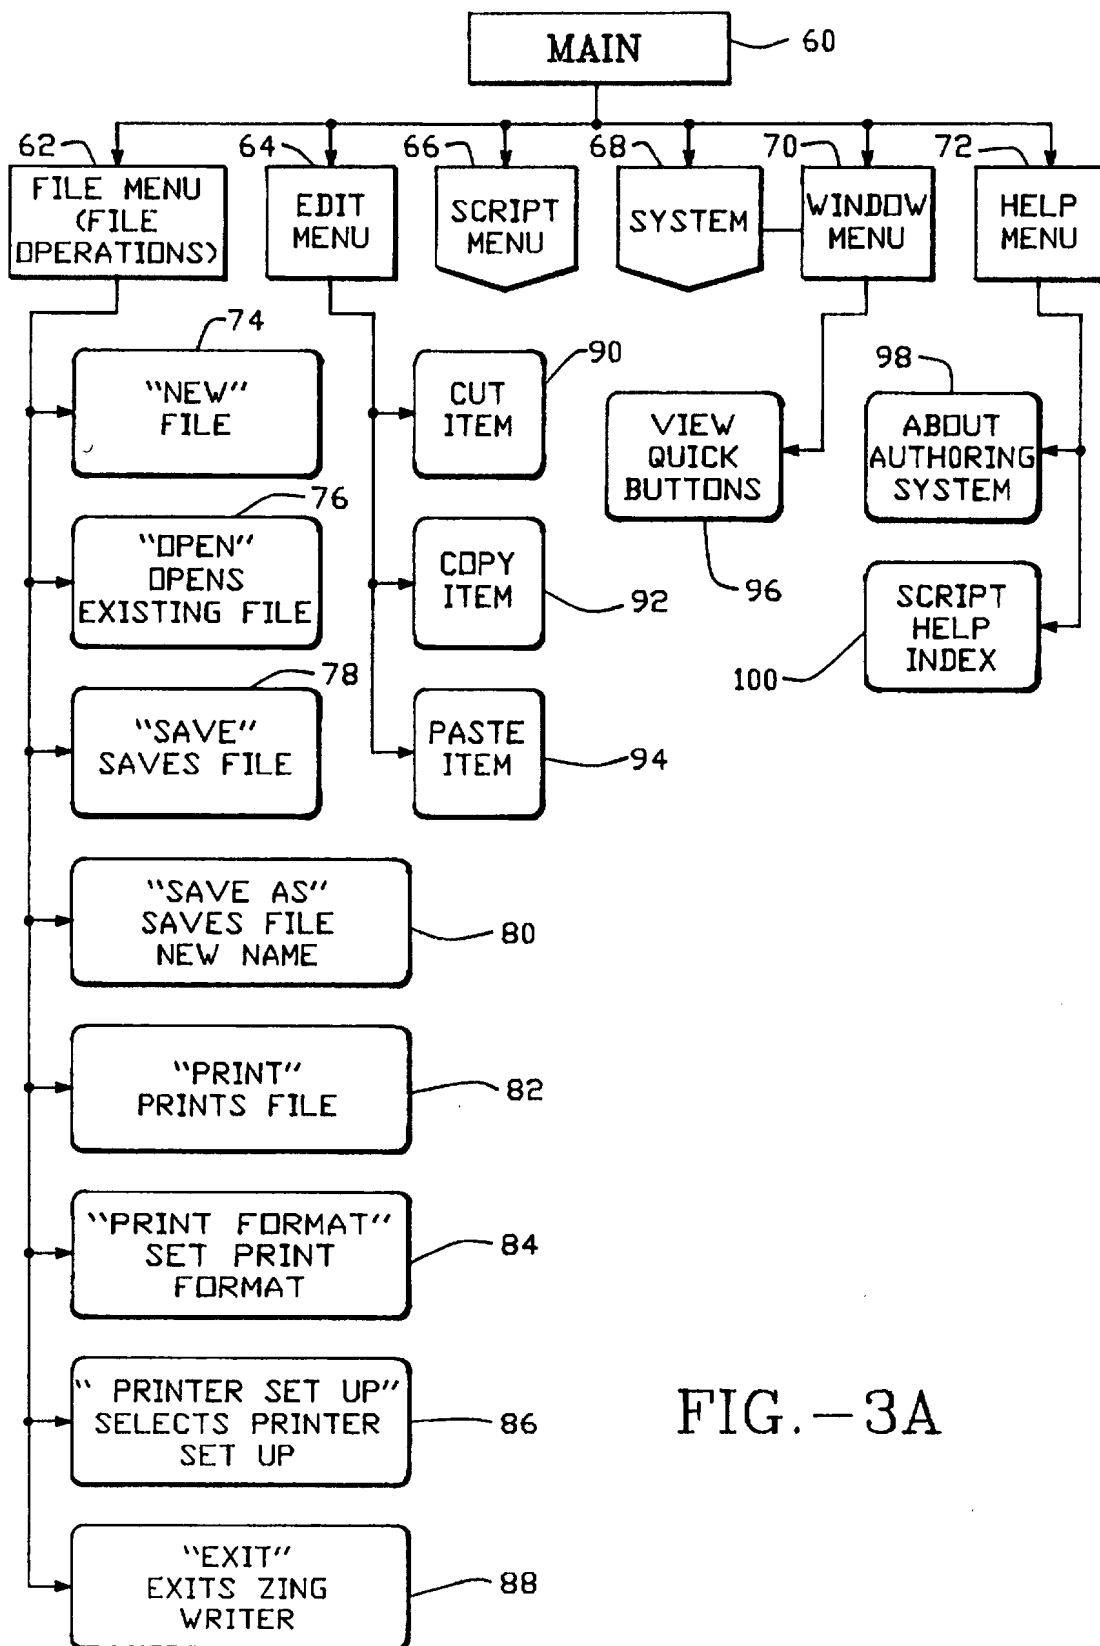 MAIN
60
62
64
66
68
70
72
FILE MENU
(FILE
OPERATIONS)
EDIT
MENU
SCRIPT
MENU
SYSTEM
WINDOW
MENU
HELP
MENU
74
"NEW"
FILE
76
"OPEN"
OPENS
EXISTING FILE
78
"SAVE"
SAVES FILE
"SAVE AS"
SAVES FILE
NEW NAME
80
"PRINT"
PRINTS FILE
82
"PRINT FORMAT"
SET PRINT
FORMAT
84
" PRINTER SET UP"
SELECTS PRINTER
SET UP
86
"EXIT"
EXITS ZING
WRITER
88
90
CUT
ITEM
COPY
ITEM
92
PASTE
ITEM
94
VIEW
QUICK
BUTTONS
96
98
ABOUT
AUTHORING
SYSTEM
SCRIPT
HELP
INDEX
100
FIG.-3A